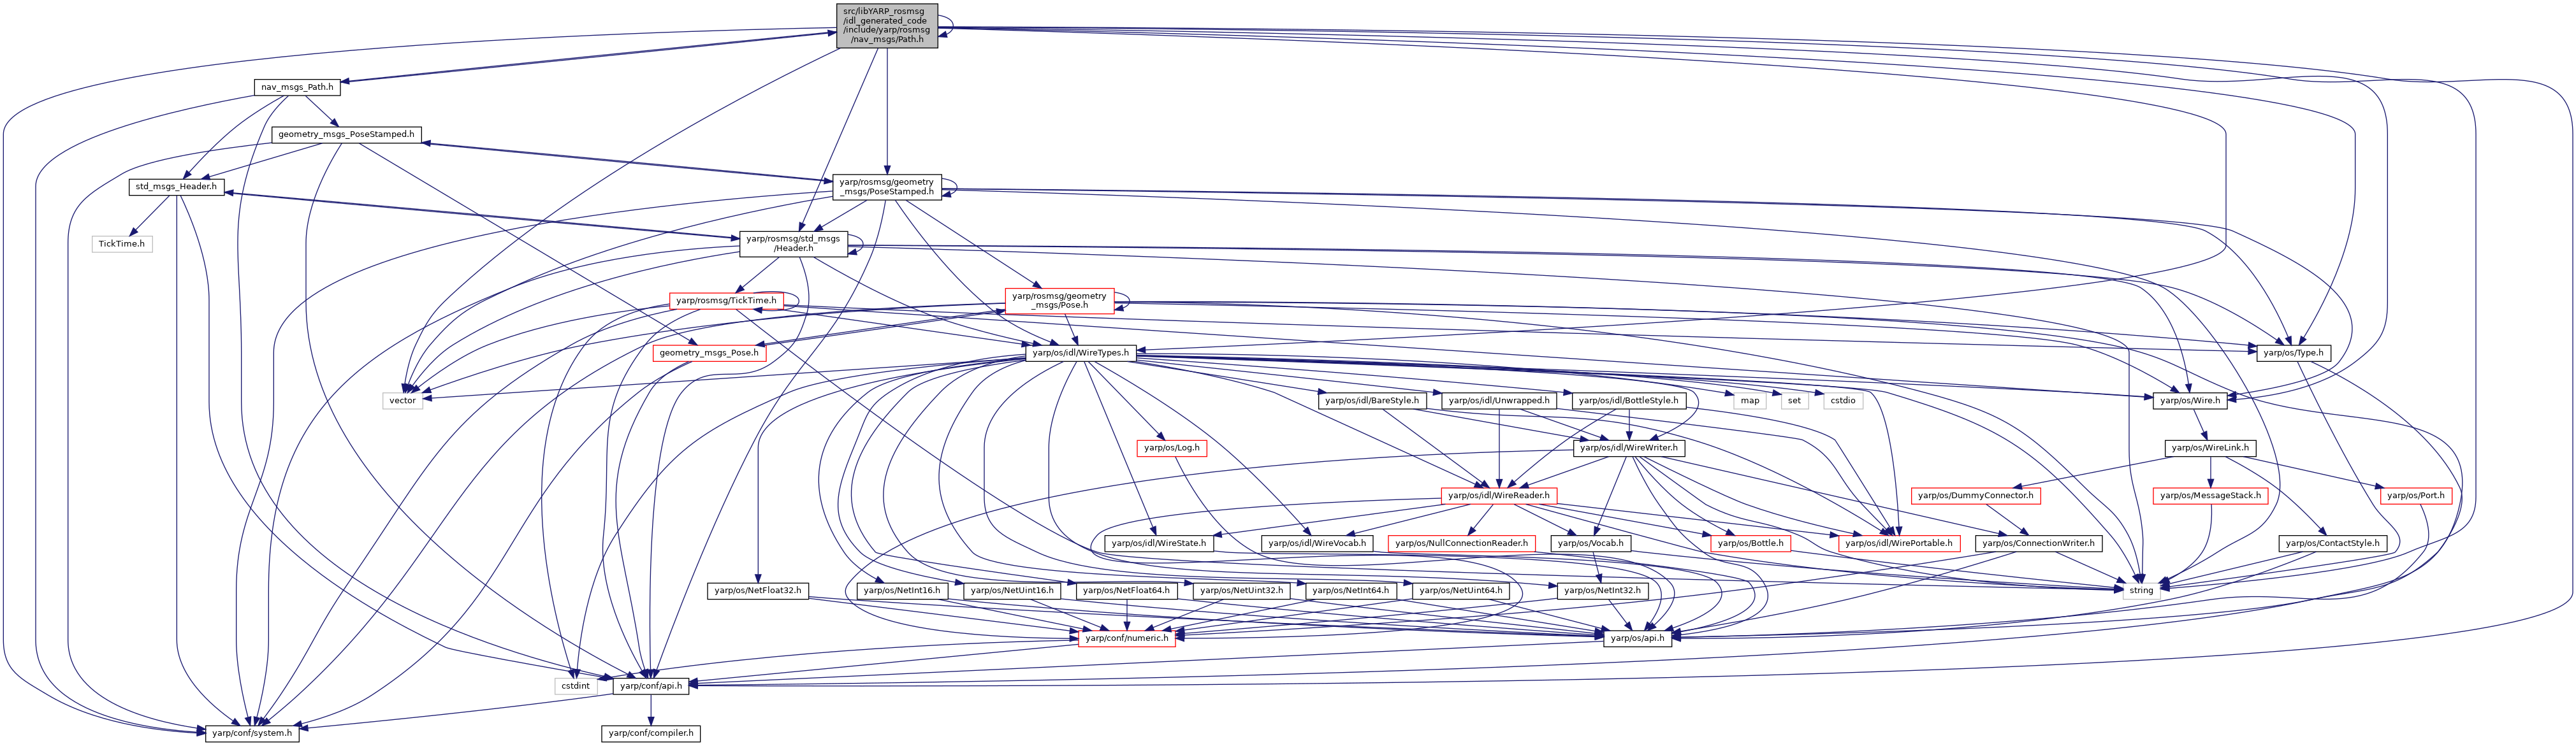 src/libYARP_rosmsg
/idl_generated_code
/include/yarp/rosmsg
/nav_msgs/Path.h
nav_msgs_Path.h
geometry_msgs_PoseStamped.h
std_msgs_Header.h
yarp/rosmsg/geometry
_msgs/PoseStamped.h
TickTime.h
yarp/rosmsg/std_msgs
/Header.h
yarp/rosmsg/TickTime.h
yarp/rosmsg/geometry
_msgs/Pose.h
geometry_msgs_Pose.h
yarp/os/idl/WireTypes.h
yarp/os/Type.h
vector
yarp/os/idl/BareStyle.h
yarp/os/idl/Unwrapped.h
yarp/os/idl/BottleStyle.h
map
set
cstdio
yarp/os/Wire.h
yarp/os/Log.h
yarp/os/idl/WireWriter.h
yarp/os/WireLink.h
yarp/os/idl/WireReader.h
yarp/os/DummyConnector.h
yarp/os/MessageStack.h
yarp/os/Port.h
yarp/os/idl/WireState.h
yarp/os/idl/WireVocab.h
yarp/os/NullConnectionReader.h
yarp/os/Vocab.h
yarp/os/Bottle.h
yarp/os/idl/WirePortable.h
yarp/os/ConnectionWriter.h
yarp/os/ContactStyle.h
yarp/os/NetFloat32.h
yarp/os/NetInt16.h
yarp/os/NetUint16.h
yarp/os/NetFloat64.h
yarp/os/NetUint32.h
yarp/os/NetInt64.h
yarp/os/NetUint64.h
yarp/os/NetInt32.h
string
yarp/conf/numeric.h
yarp/os/api.h
cstdint
yarp/conf/api.h
yarp/conf/system.h
yarp/conf/compiler.h